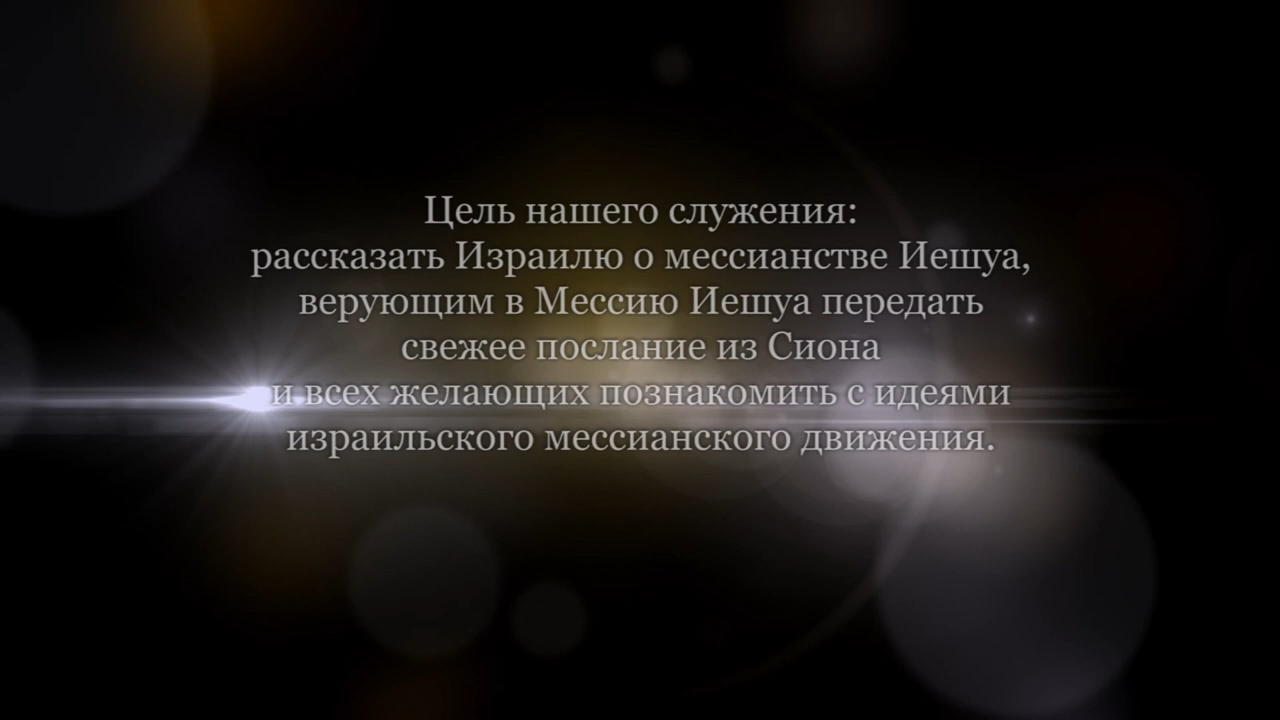 Цель нашего служения:
рассказать Израилю о мессианстве Иешуа,
верующим в Мессию Иешуа передать
свежее послание из Сиона
и всех желающих познакомить с идеями
израильского мессианского движения.